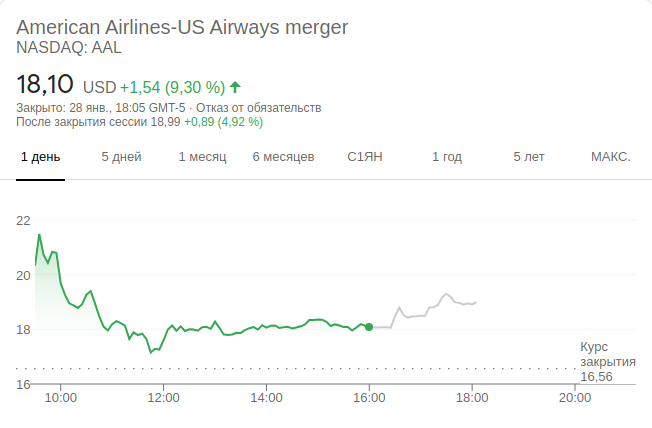 American Airlines-US Airways merger
NASDAQ: AAL
18,10 USD +1,54 (9,30 %)
Закрыто: 28 янв., 18:05 GMT-5 · Отказ от обязательств
После закрытия сессии 18,99 +0,89 (4,92 %)
1 день 5 дней 1 месяц 6 месяцев С1ЯН 1 год 5 лет МАКС.
22
20
18
Курс
закрытия
16,56
16
10:00 12:00 14:00 16:00 18:00 20:00